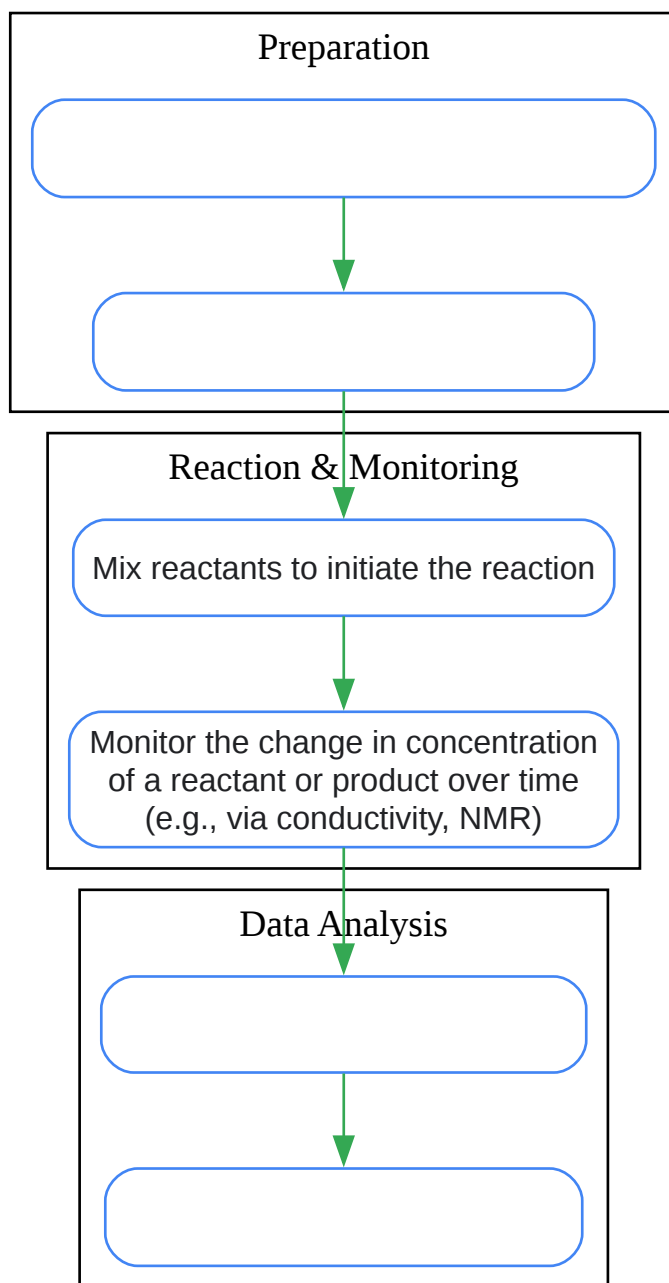 Preparation
Reaction & Monitoring
Mix reactants to initiate the reaction
Monitor the change in concentration
of a reactant or product over time
(e.g., via conductivity, NMR)
Data Analysis